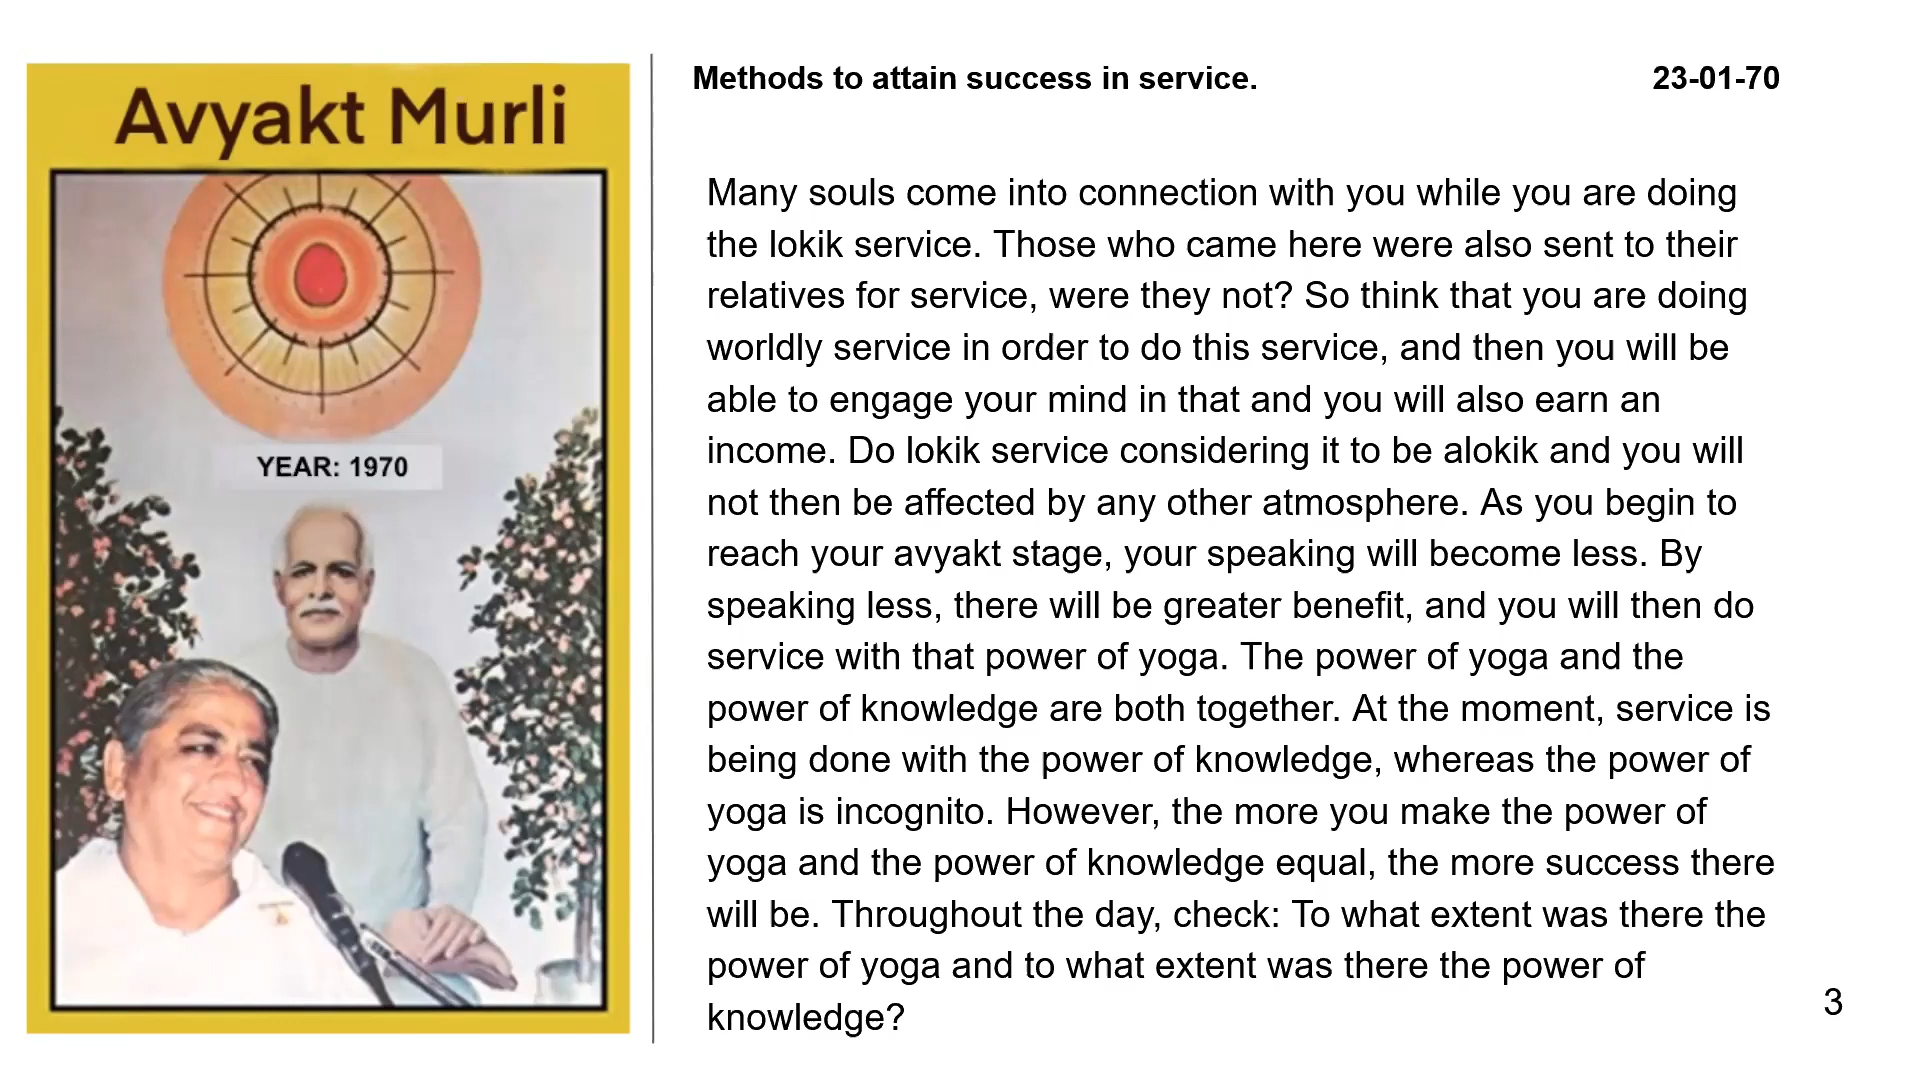 Avyakt Murli
YEAR: 1970
Methods to attain success in service. 23-01-70
Many souls come into connection with you while you are doing
the lokik service. Those who came here were also sent to their
relatives for service, were they not? So think that you are doing
worldly service in order to do this service, and then you will be
able to engage your mind in that and you will also earn an
income. Do lokik service considering it to be alokik and you will
not then be affected by any other atmosphere. As you begin to
reach your avyakt stage, your speaking will become less. By
speaking less, there will be greater benefit, and you will then do
service with that power of yoga. The power of yoga and the
power of knowledge are both together. At the moment, service is
being done with the power of knowledge, whereas the power of
yoga is incognito. However, the more you make the power of
yoga and the power of knowledge equal, the more success there
will be. Throughout the day, check: To what extent was there the
power of yoga and to what extent was there the power of
knowledge?
3